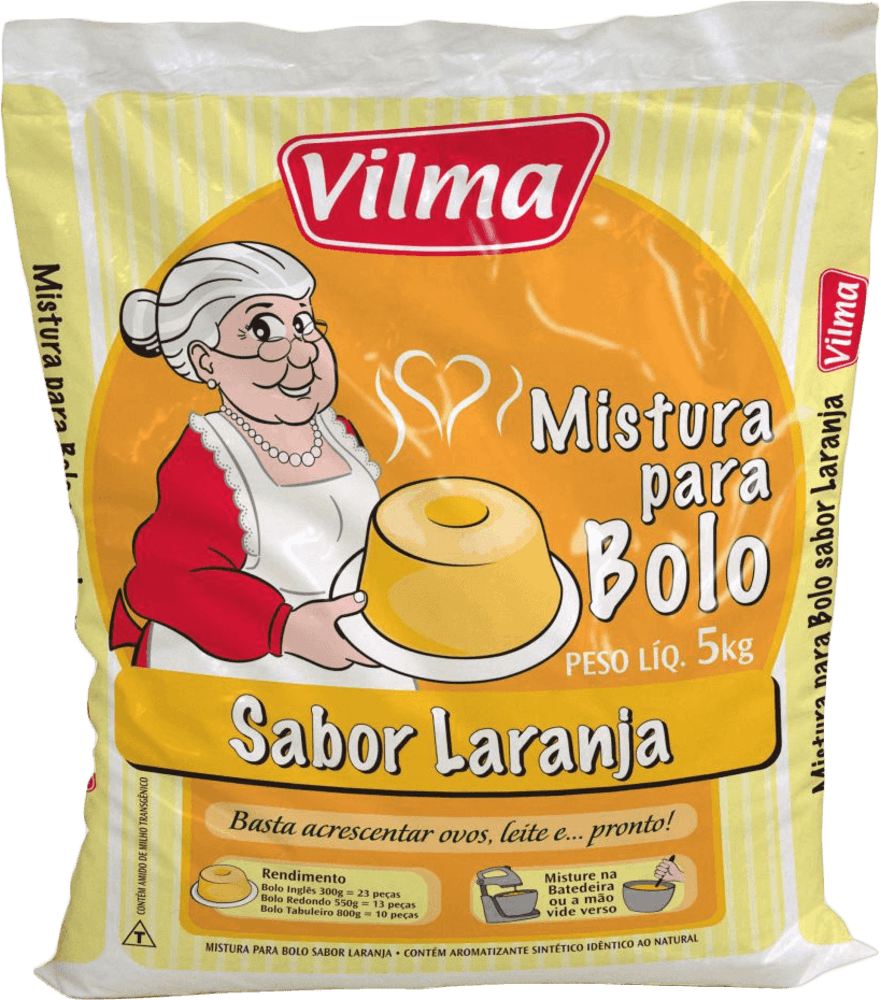 Vilma
Mistura
para
Bolo
PESO LÍQ. 5kg
Sabor Laranja
Basta acrescentar ovos, leite e... pronto!
Rendimento
Bolo Inglês 300g = 23 peças
Bolo Redondo 550g = 13 peças
Bolo Tabuleiro 800g = 10 peças
Misture na
Batedeira
ou a mão
vide verso
MISTURA PARA BOLO SABOR LARANJA • CONTÉM AROMATIZANTE SINTÉTICO IDÊNTICO AO NATURAL
CONTÉM AMIDO DE MILHO TRANSGÊNICO
T
Mistura para
Vilma
Mistura para Bolo sabor Laranja